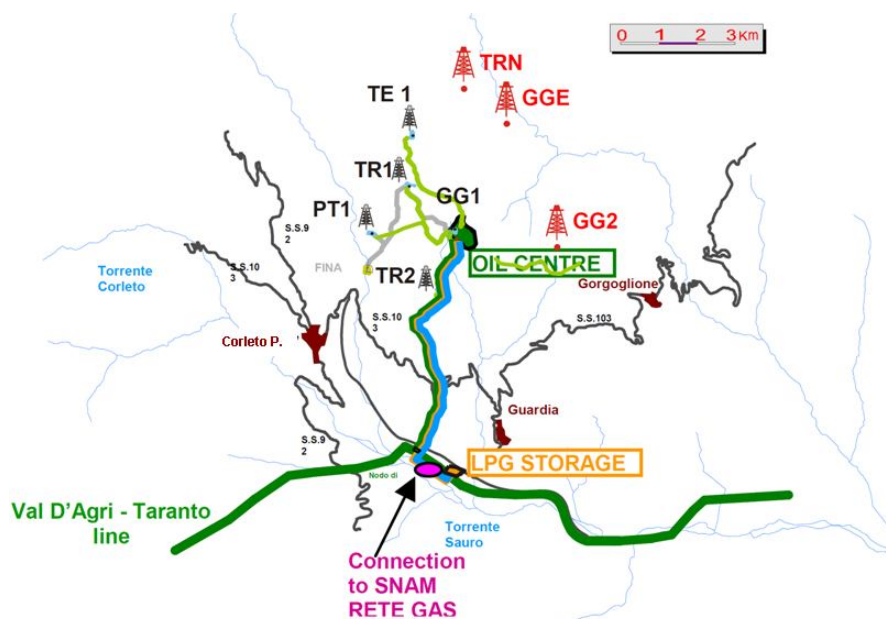 0 1 2 3 Km
TRN
TE 1
GGE
TR1
GG1
PT1
GG2
S.S.9
2
OIL CENTRE
Torrente
Corleto
S.S.10
3
FINA
TR2
Gorgoglione
S.S.10
3
S.S.103
Corleto P.
Guardia
S.S.9
2
LPG STORAGE
Nodo di
Val D'Agri - Taranto
line
Torrente
Sauro
Connection
to SNAM
RETE GAS